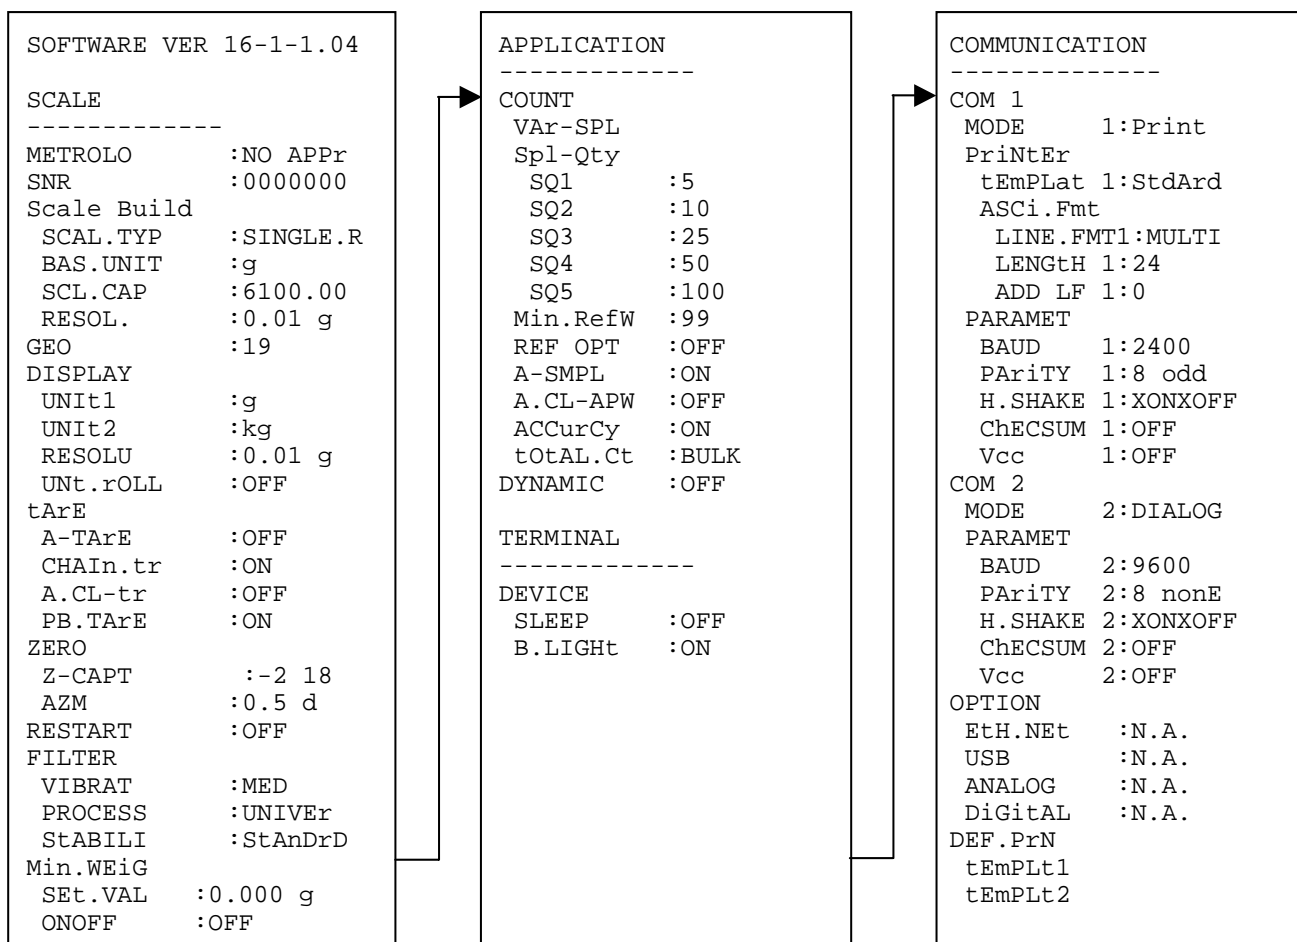 SOFTWARE VER 16-1-1.04
SCALE
-------------
METROLO :NO APPr
SNR :0000000
Scale Build
SCAL.TYP :SINGLE.R
BAS.UNIT :g
SCL.CAP :6100.00
RESOL. :0.01 g
GEO :19
DISPLAY
UNIt1 :g
UNIt2 :kg
RESOLU :0.01 g
UNt.rOLL :OFF
tArE
A-TArE :OFF
CHAIn.tr :ON
A.CL-tr :OFF
PB.TArE :ON
ZERO
Z-CAPT :-2 18
AZM :0.5 d
RESTART :OFF
FILTER
VIBRAT :MED
PROCESS :UNIVEr
StABILI :StAnDrD
Min.WEiG
SEt.VAL :0.000 g
ONOFF :OFF
APPLICATION
-------------
COUNT
VAr-SPL
Spl-Qty
SQ1 :5
SQ2 :10
SQ3 :25
SQ4 :50
SQ5 :100
Min.RefW :99
REF OPT :OFF
A-SMPL :ON
A.CL-APW :OFF
ACCurCy :ON
tOtAL.Ct :BULK
DYNAMIC :OFF
TERMINAL
-------------
DEVICE
SLEEP :OFF
B.LIGHt :ON
COMMUNICATION
--------------
COM 1
MODE 1:Print
PriNtEr
tEmPLat 1:StdArd
ASCi.Fmt
LINE.FMT1:MULTI
LENGtH 1:24
ADD LF 1:0
PARAMET
BAUD 1:2400
PAriTY 1:8 odd
H.SHAKE 1:XONXOFF
ChECSUM 1:OFF
Vcc 1:OFF
COM 2
MODE 2:DIALOG
PARAMET
BAUD 2:9600
PAriTY 2:8 nonE
H.SHAKE 2:XONXOFF
ChECSUM 2:OFF
Vcc 2:OFF
OPTION
EtH.NEt :N.A.
USB :N.A.
ANALOG :N.A.
DiGitAL :N.A.
DEF.PrN
tEmPLt1
tEmPLt2